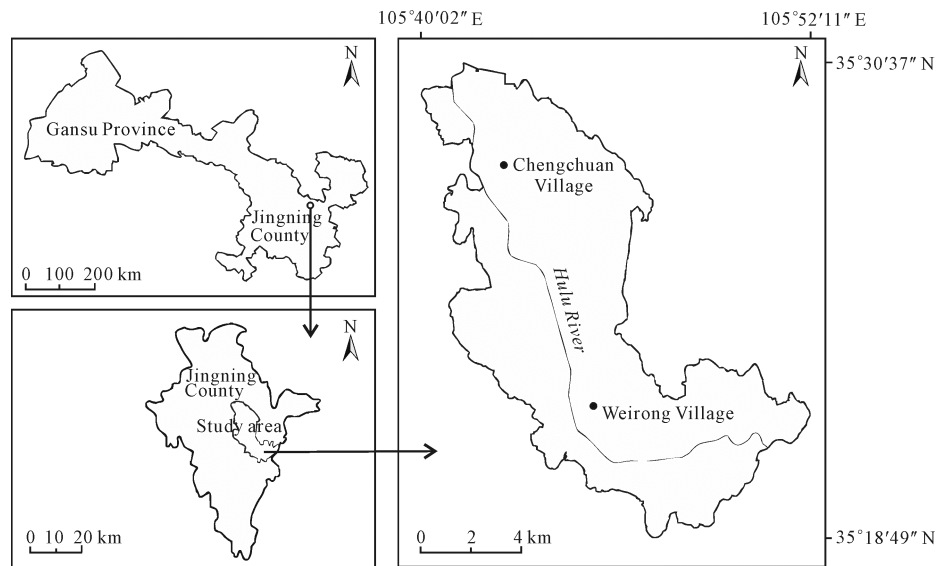 105°40′02″ E
105°52′11″ E
N
Gansu Province
Jingning
County
0 100 200 km
N
Jingning
County
Study area
0 10 20 km
N
35°30′37″ N
Chengchuan
Village
Hulu River
Weirong Village
0 2 4 km
35°18′49″ N